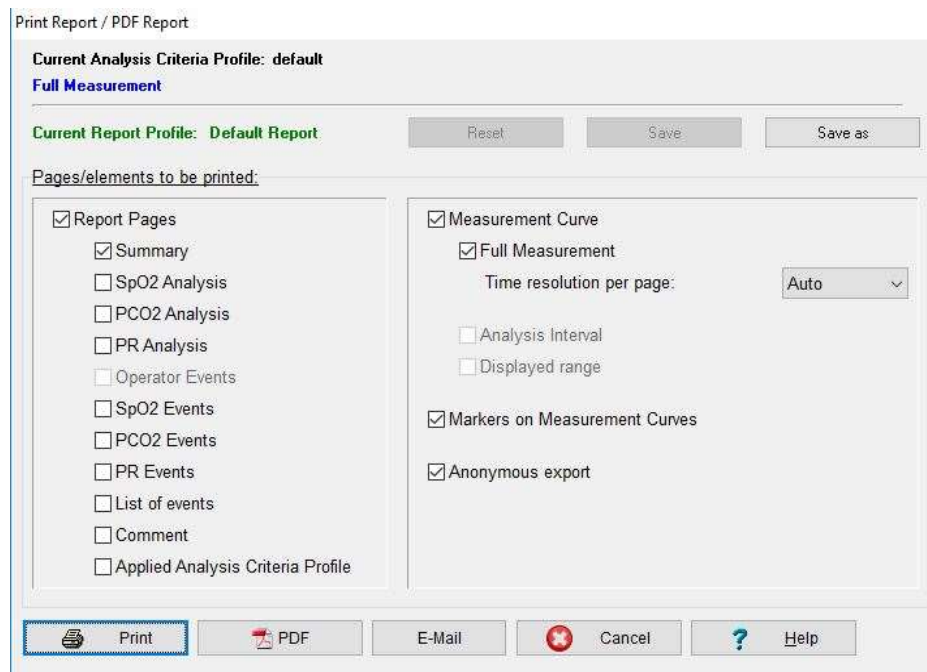 Print Report / PDF Report
Current Analysis Criteria Profile: default
Full Measurement
Current Report Profile: Default Report
Reset
Save
Save as
Pages/elements to be printed:
Report Pages
Summary
SpO2 Analysis
PCO2 Analysis
PR Analysis
Operator Events
SpO2 Events
PCO2 Events
PR Events
List of events
Comment
Applied Analysis Criteria Profile
Measurement Curve
Full Measurement
Time resolution per page:
Auto
Analysis Interval
Displayed range
Markers on Measurement Curves
Anonymous export
Print
PDF
E-Mail
Cancel
Help